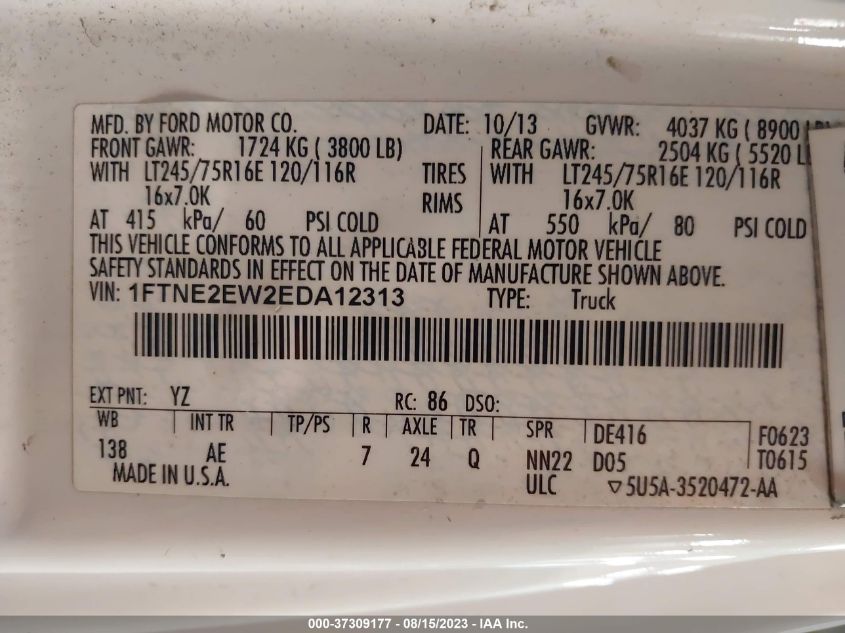 MFD. BY FORD MOTOR CO. DATE: 10/13 GVWR: 4037 KG ( 8900
FRONT GAWR: 1724 KG ( 3800 LB) REAR GAWR: 2504 KG ( 5520
WITH LT245/75R16E 120/116R TIRES WITH LT245/75R16E 120/116R
16x7.0K RIMS 16x7.0K
AT 415 kPa/ 60 PSI COLD AT 550 kPa/ 80 PSI COLD
THIS VEHICLE CONFORMS TO ALL APPLICABLE FEDERAL MOTOR VEHICLE
SAFETY STANDARDS IN EFFECT ON THE DATE OF MANUFACTURE SHOWN ABOVE.
VIN: 1FTNE2EW2EDA12313 TYPE: Truck
EXT PNT: YZ RC: 86 DSO:
WB INT TR TP/PS R AXLE TR SPR DE416 F0623
138 AE 7 24 Q NN22 D05 T0615
MADE IN U.S.A. ULC ▽5U5A-3520472-AA
000-37309177 - 08/15/2023 - IAA Inc.